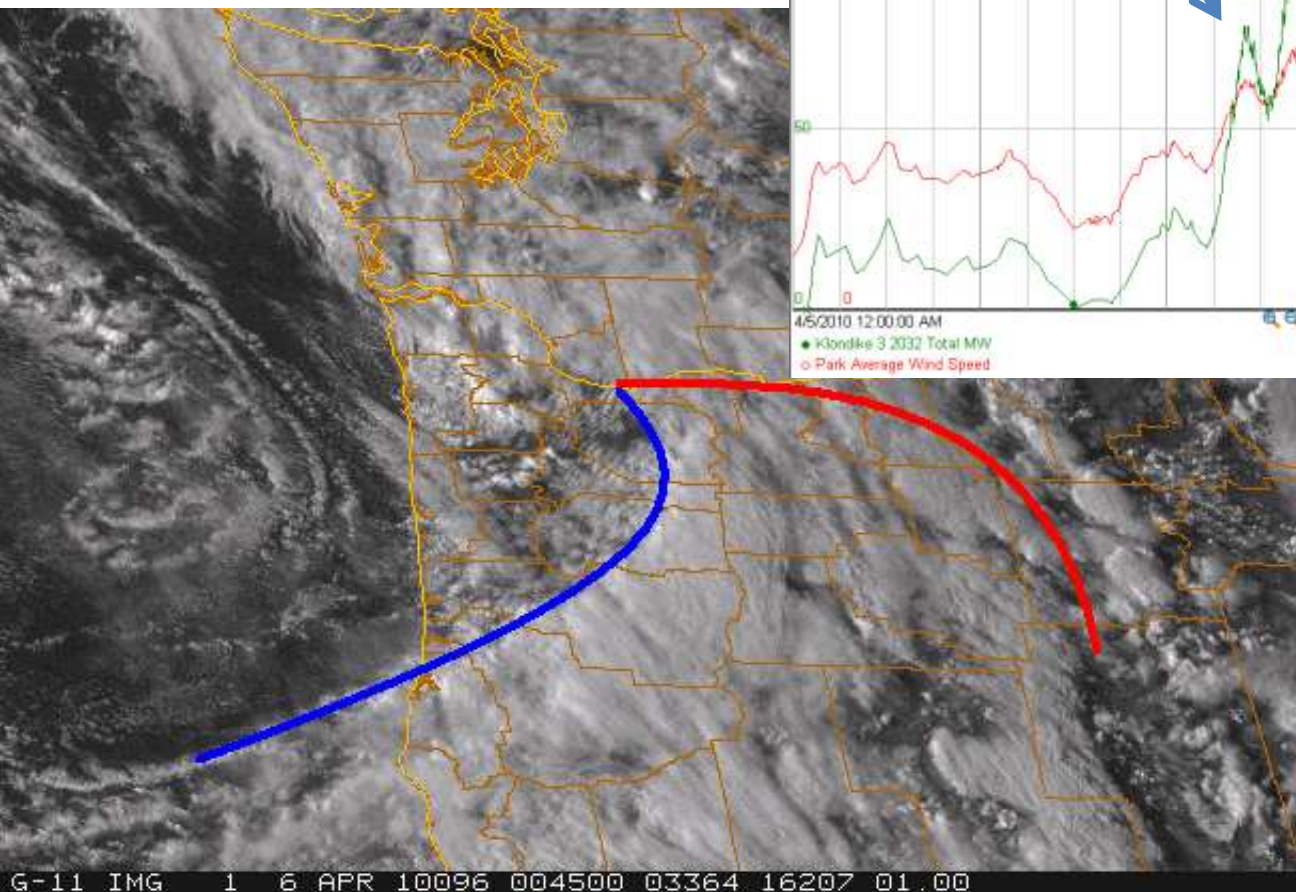 50
0 0
4/5/2010 12:00:00 AM
Klondike 3 2032 Total MW
Park Average Wind Speed
G-11 IMG 1 6 APR 10096 004500 03364 16207 01.00